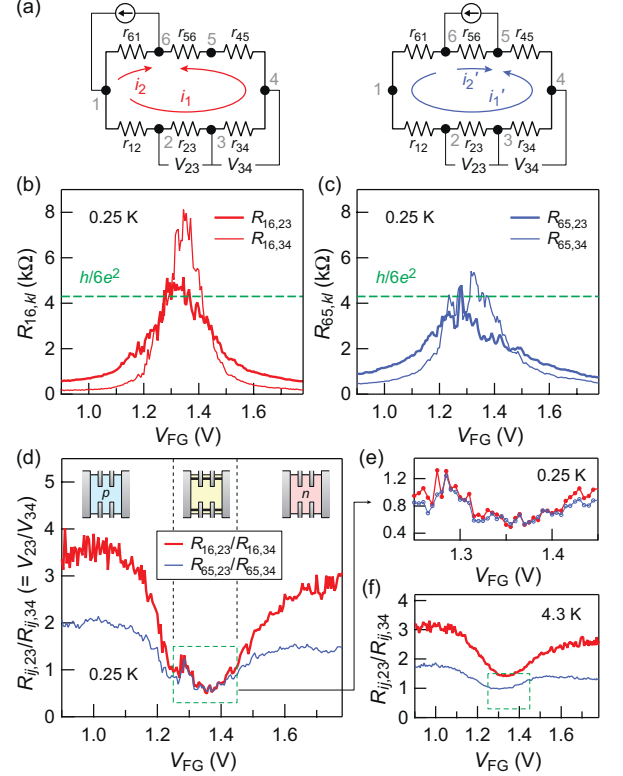 (a)
r61 6 r56 5 r45
1 i2 i1 4
r12 2 r23 3 r34
V23 V34
r61 6 r56 5 r45
1 i2′ i1′ 4
r12 2 r23 3 r34
V23 V34
(b)
0.25 K
R16,23
R16,34
h/6e²
R16,kl (kΩ)
8
6
4
2
0
1.0 1.2 1.4 1.6
VFG (V)
(c)
0.25 K
R65,23
R65,34
h/6e²
R65,kl (kΩ)
8
6
4
2
0
1.0 1.2 1.4 1.6
VFG (V)
(d)
p n
R16,23/R16,34
R65,23/R65,34
0.25 K
Rij,23/Rij,34 (= V23/V34)
5
4
3
2
1
0
1.0 1.2 1.4 1.6
VFG (V)
(e)
0.25 K
1.2
0.8
0.4
1.3 1.4
VFG (V)
(f)
4.3 K
Rij,23/Rij,34
4
3
2
1
0
1.0 1.2 1.4 1.6
VFG (V)